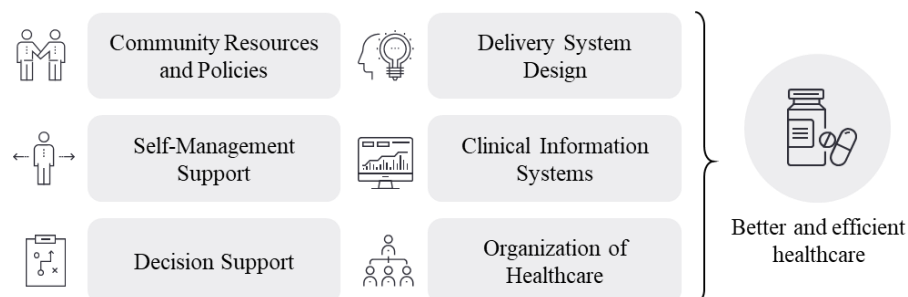 Community Resources
and Policies
Delivery System
Design
Self-Management
Support
Clinical Information
Systems
Decision Support
Organization of
Healthcare
Better and efficient
healthcare